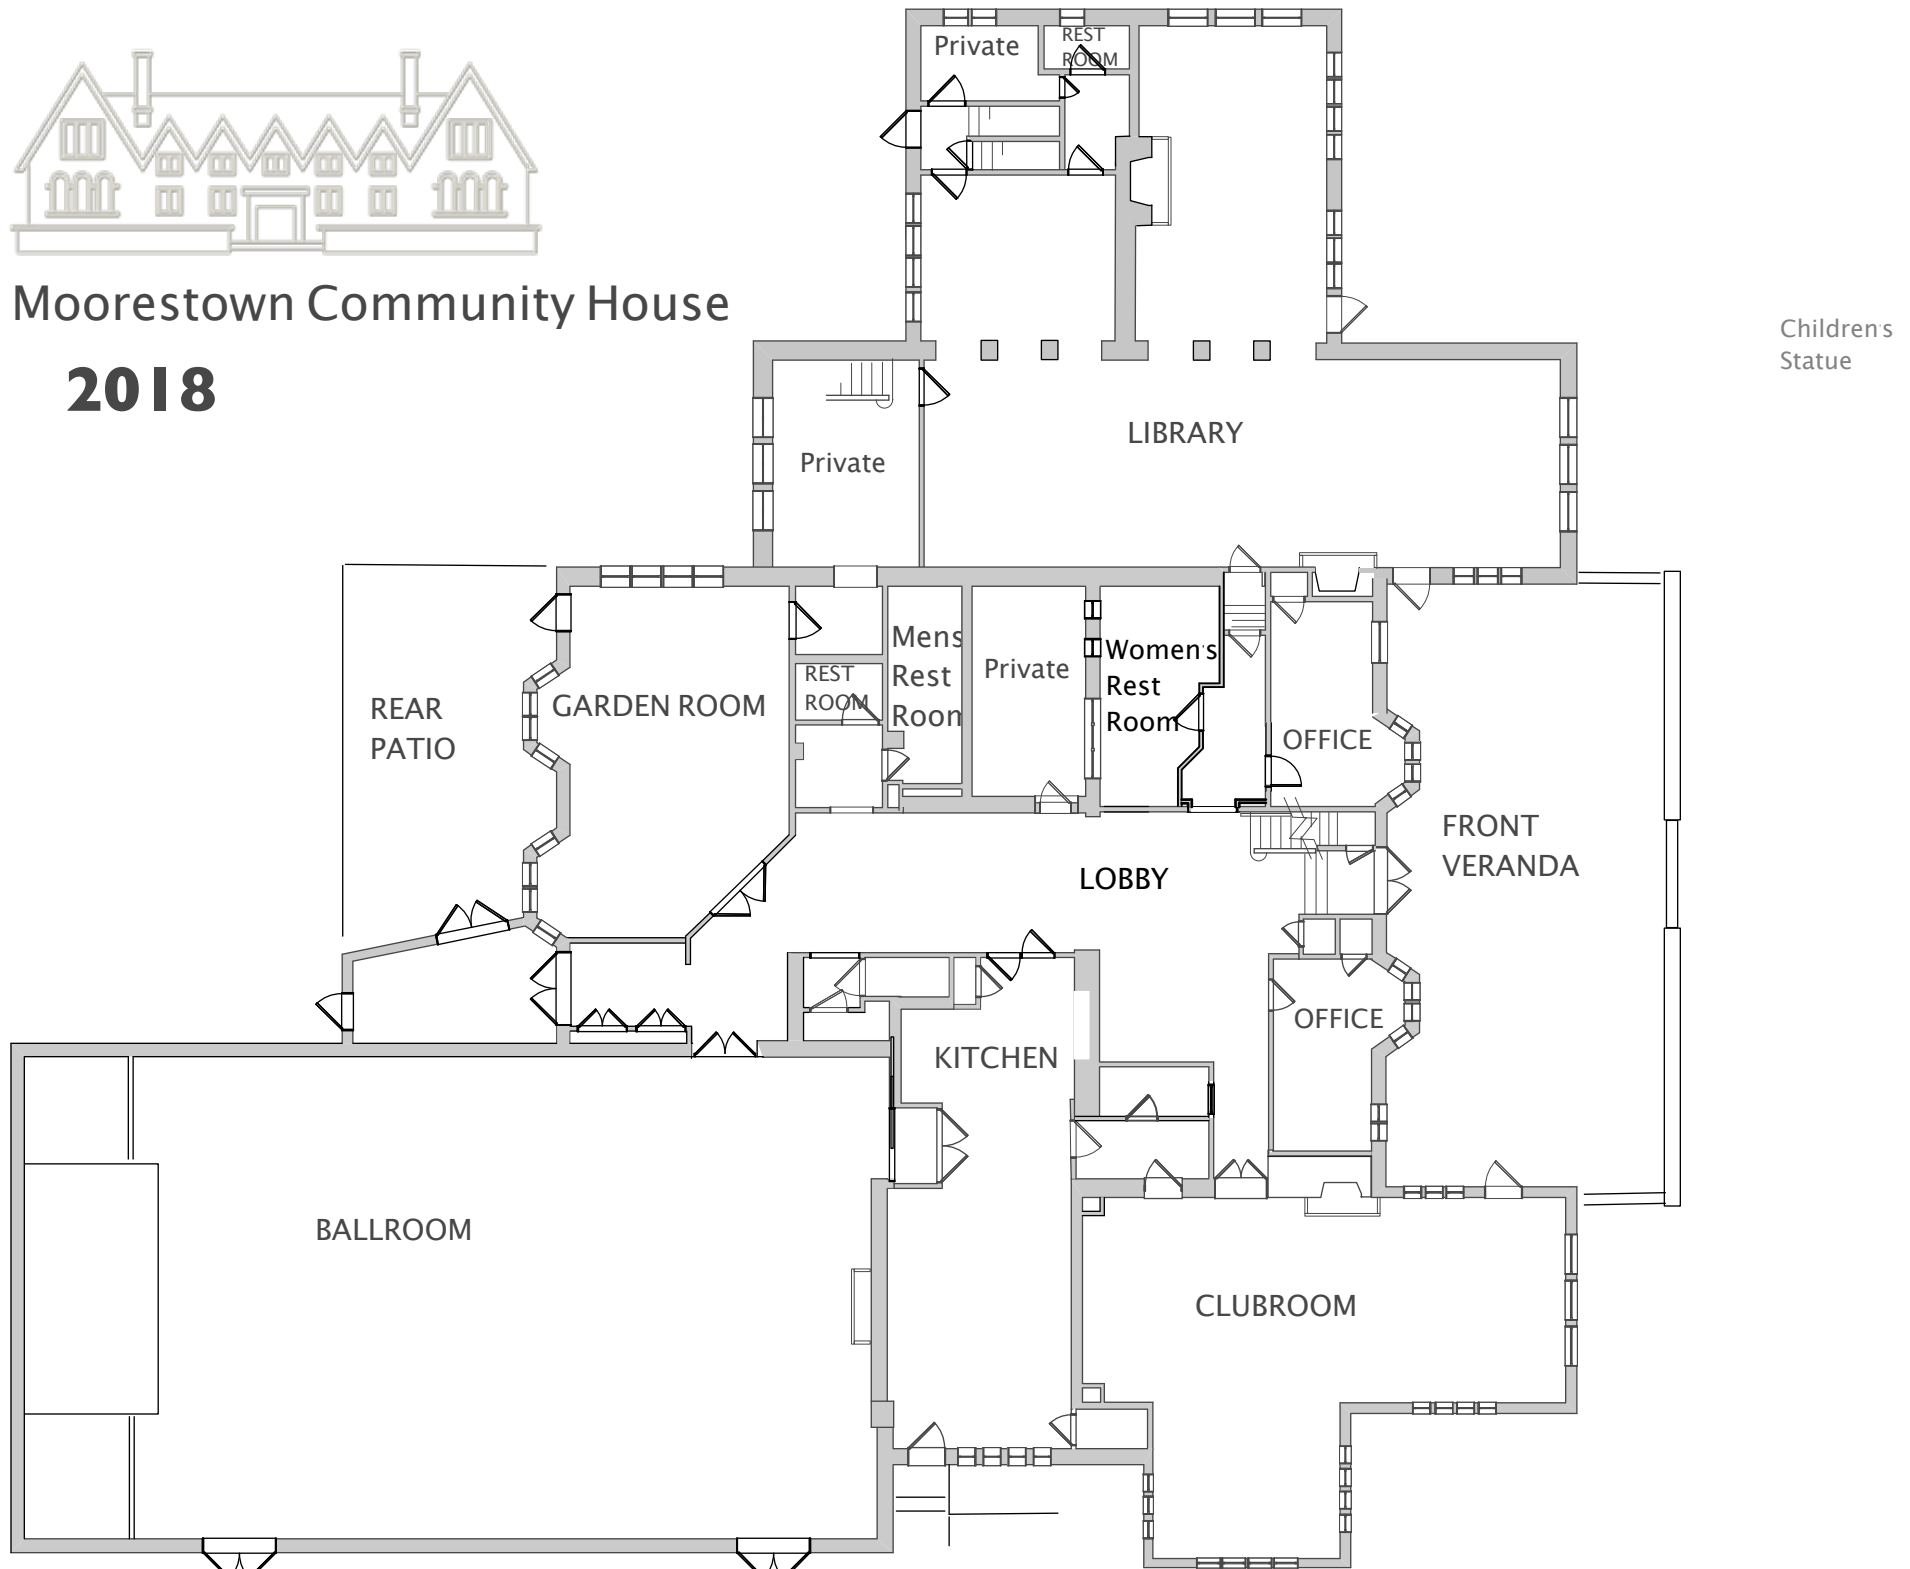 Private
REST
ROOM
Moorestown Community House
2018
Children's
Statue
LIBRARY
Private
Mens
Rest
Room
Private
Women's
Rest
Room
REST
ROOM
GARDEN ROOM
REAR
PATIO
OFFICE
FRONT
VERANDA
LOBBY
OFFICE
KITCHEN
BALLROOM
CLUBROOM